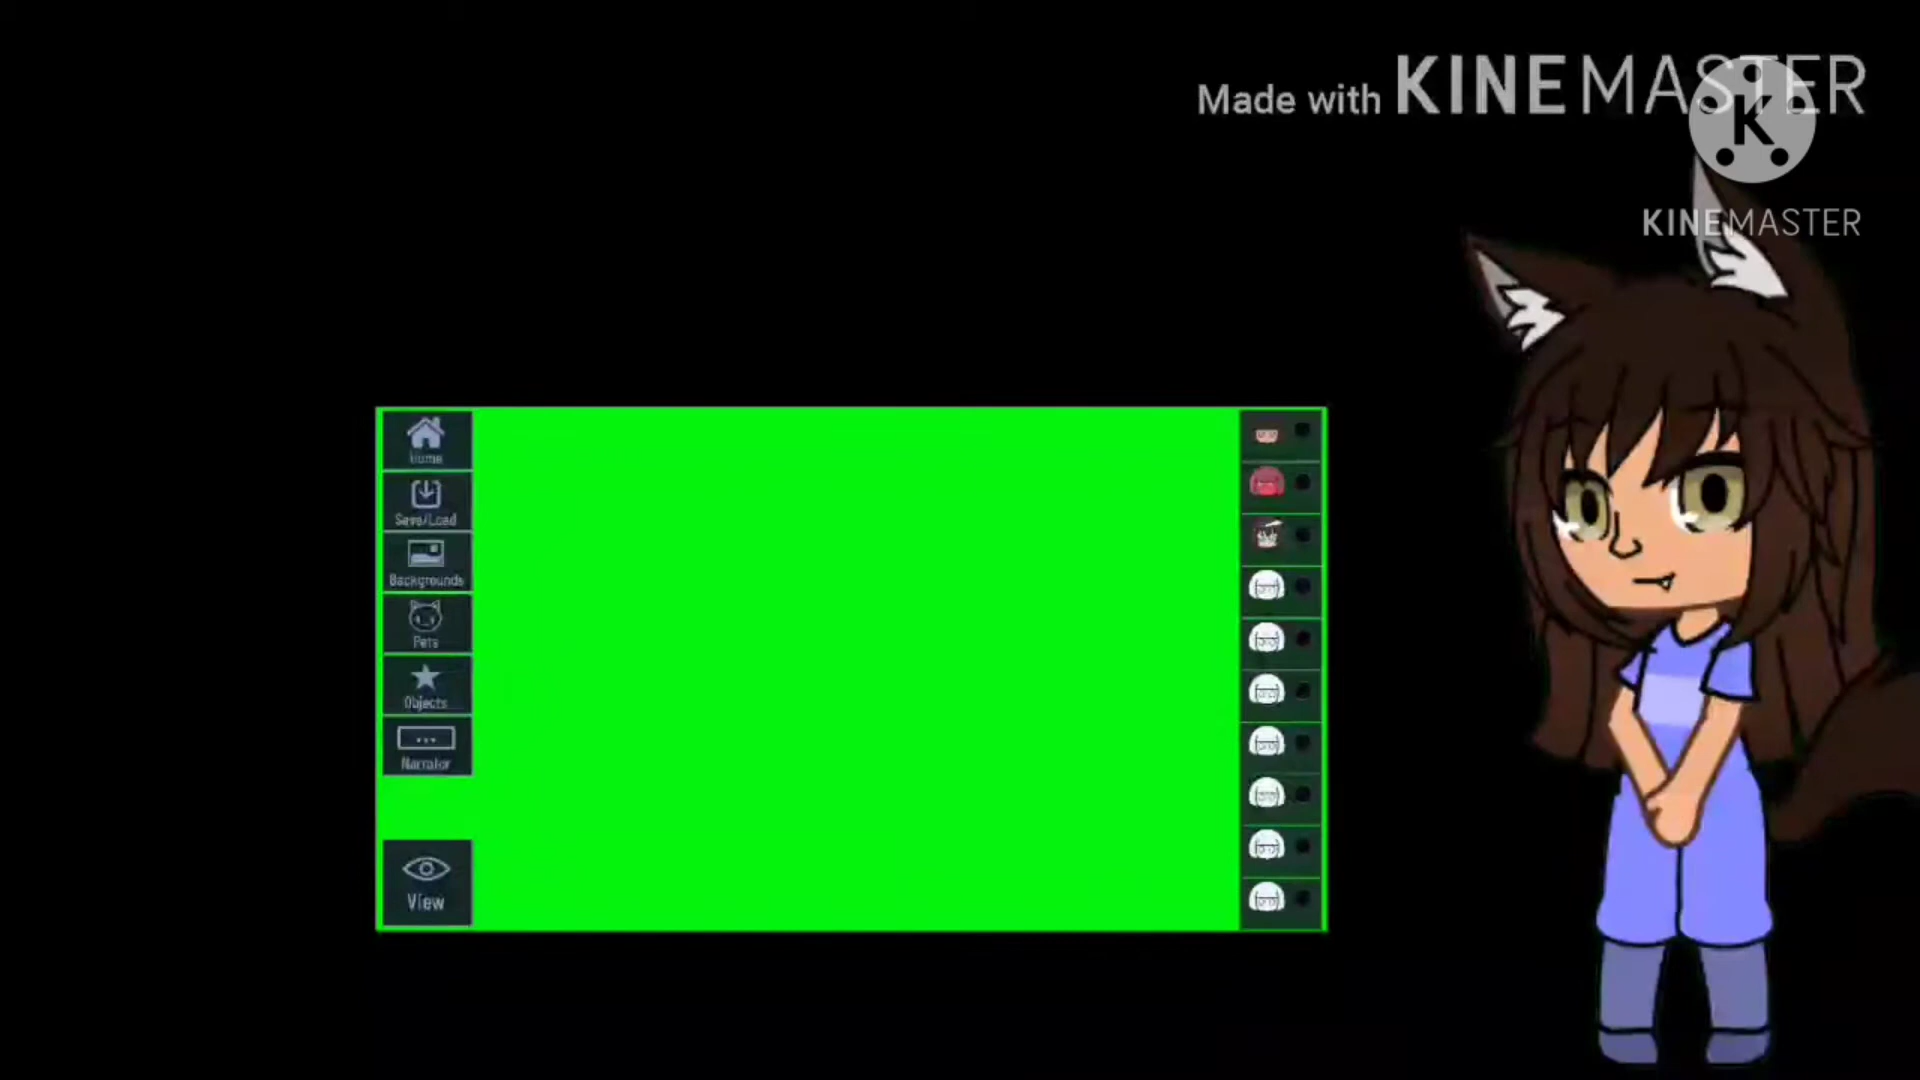 Made with KINEMASTER
K
KINEMASTER
Home
Save/Load
Backgrounds
Pets
Objects
Narrator
View